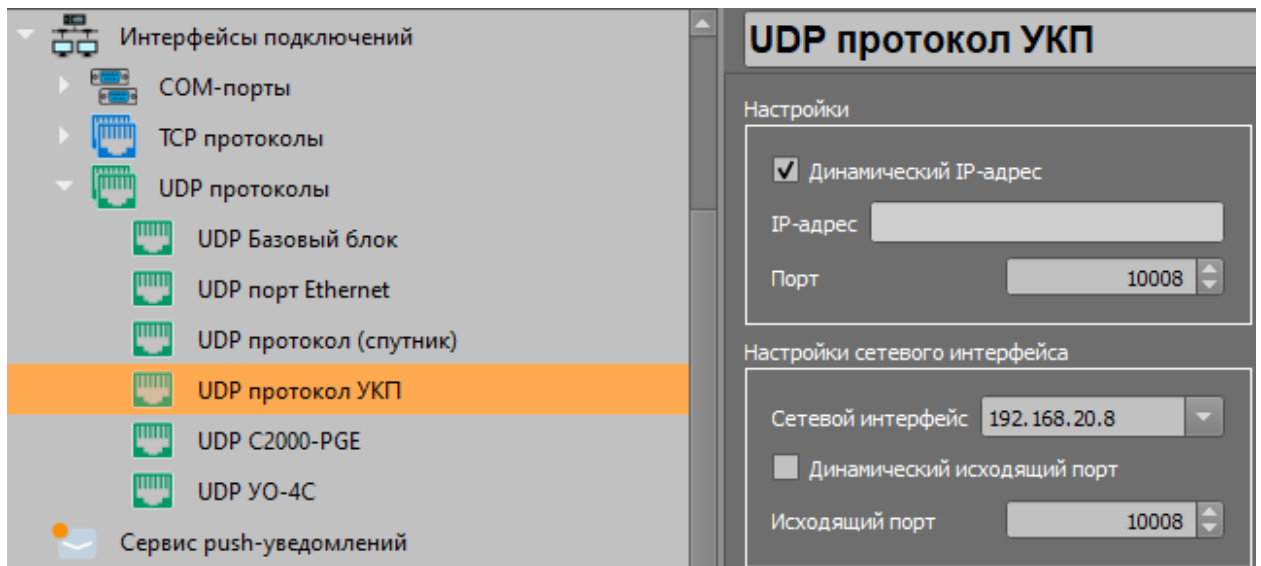 Интерфейсы подключений
COM-порты
TCP протоколы
UDP протоколы
UDP Базовый блок
UDP порт Ethernet
UDP протокол (спутник)
UDP протокол УКП
UDP C2000-PGE
UDP УО-4С
Сервис push-уведомлений
UDP протокол УКП
Настройки
Динамический IP-адрес
IP-адрес
Порт 10008
Настройки сетевого интерфейса
Сетевой интерфейс 192.168.20.8
Динамический исходящий порт
Исходящий порт 10008